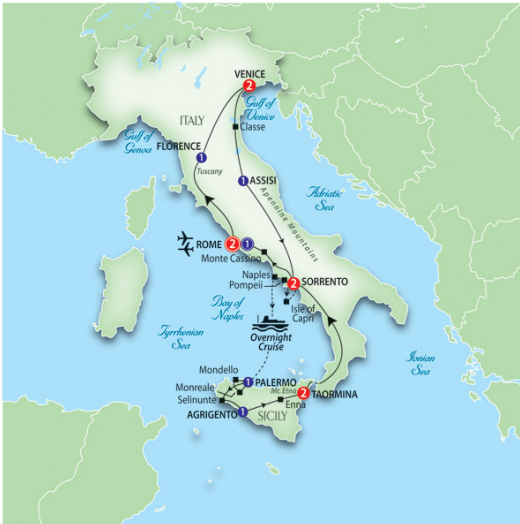 VENICE
2
Gulf of
Venice
Classe
ITALY
Gulf of
Genoa
FLORENCE
1
Tuscany
1
ASSISI
Apennine Mountains
Adriatic
Sea
ROME
2
1
Monte Cassino
Naples
Pompeii
2
SORRENTO
Isle of
Capri
Bay of
Naples
Tyrrhenian
Sea
Overnight
Cruise
Ionian
Sea
Mondello
1
PALERMO
Monreale
Mt. Etna
2
TAORMINA
Selinunte
Enna
AGRIGENTO
1
SICILY